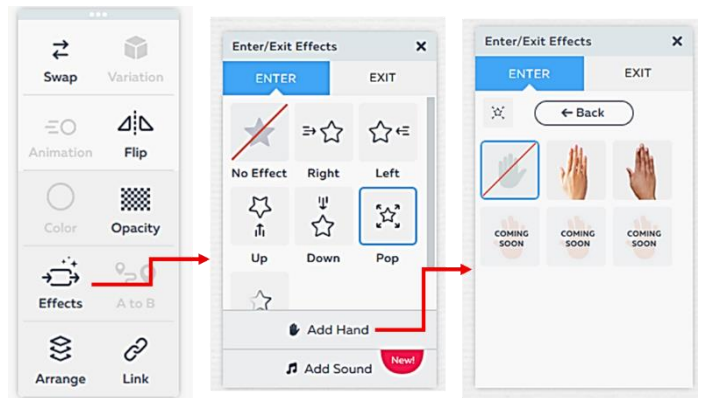 Swap Variation
Animation Flip
Color Opacity
Effects A to B
Arrange Link
Enter/Exit Effects X
ENTER EXIT
No Effect Right Left
Up Down Pop
Add Hand
Add Sound New!
Enter/Exit Effects X
ENTER EXIT
← Back
COMING COMING COMING
SOON SOON SOON